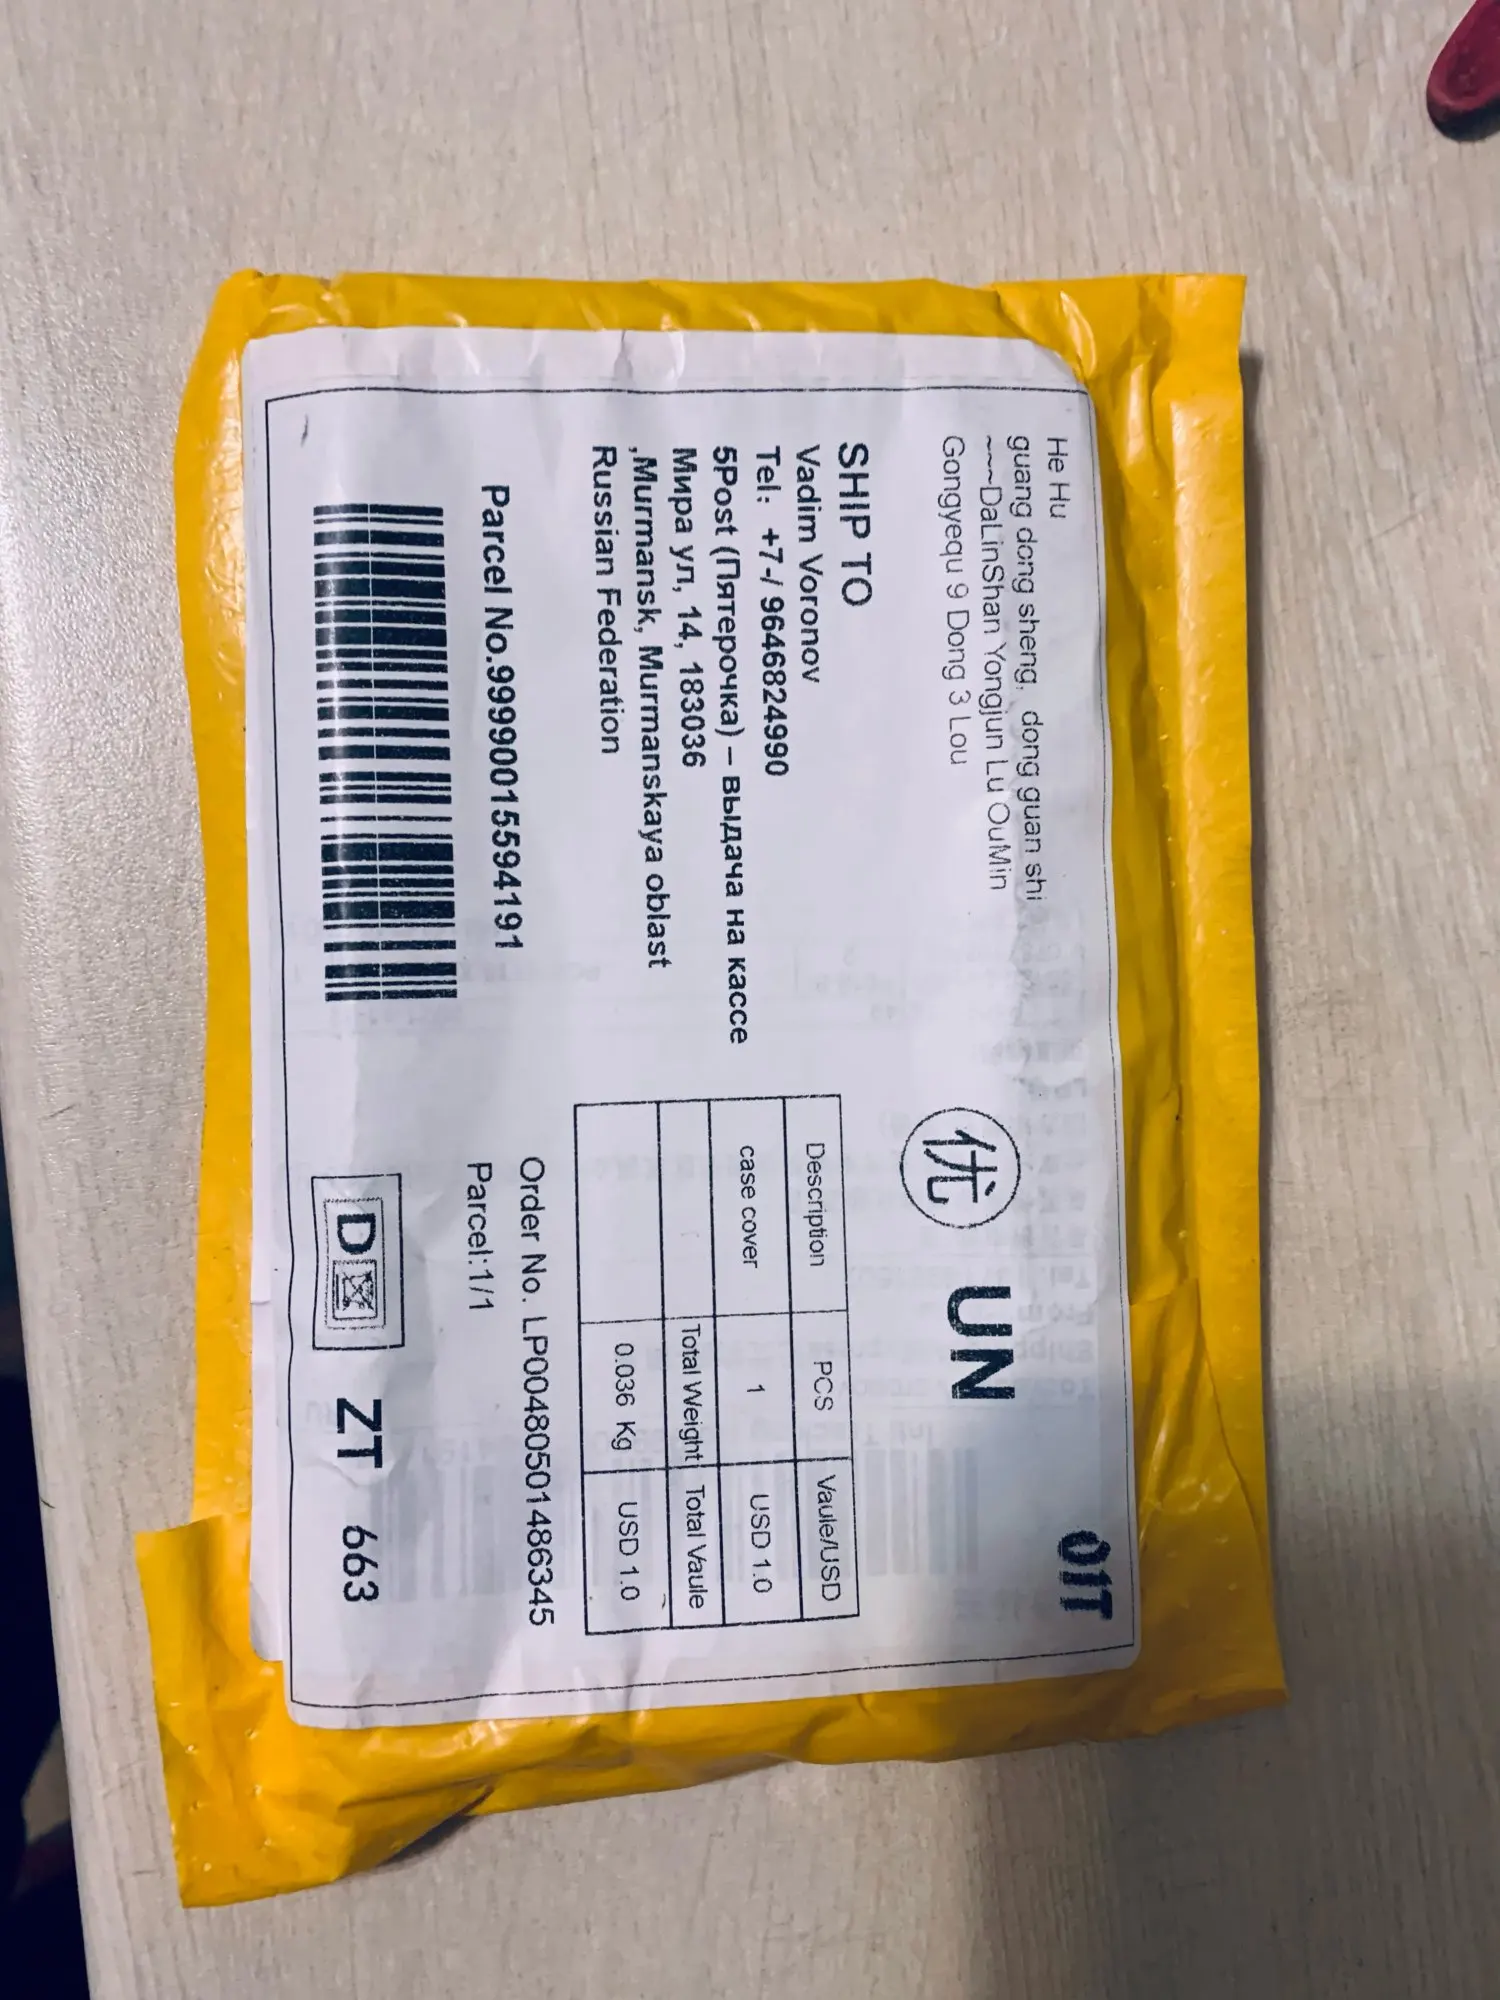 He Hu
guang dong sheng, dong guan shi
~~~DaLinShan Yongjun Lu OuMin
Gongyequ 9 Dong 3 Lou
01T
优 UN
SHIP TO
Vadim Voronov
Tel: +7-/ 9646824990
5Post (Пятерочка) – выдача на кассе
Мира ул, 14, 183036
,Murmansk, Murmanskaya oblast
Russian Federation
Description PCS Vaule/USD
case cover 1 USD 1.0
Total Weight Total Vaule
0.036 Kg USD 1.0
Parcel No.99990015594191
Order No. LP00480501486345
Parcel:1/1
D ZT 663